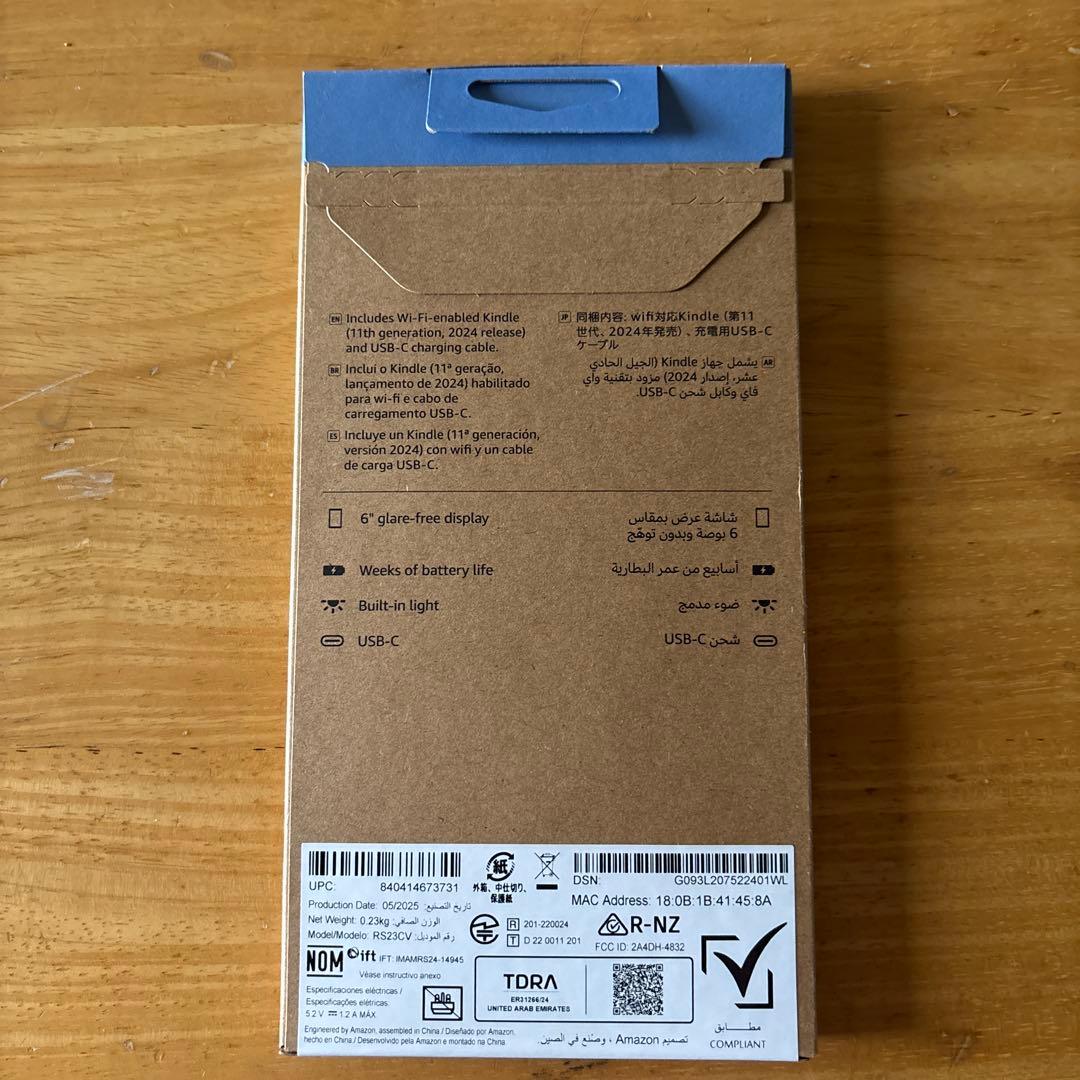 EN Includes Wi-Fi-enabled Kindle
(11th generation, 2024 release)
and USB-C charging cable.
BR Inclui o Kindle (11ª geração,
lançamento de 2024) habilitado
para wi-fi e cabo de
carregamento USB-C.
ES Incluye un Kindle (11ª generación,
versión 2024) con wifi y un cable
de carga USB-C.
JP 同梱内容: wifi対応Kindle (第11
世代、2024年発売) 、充電用USB-C
ケーブル
AR يشمل جهاز Kindle (الجيل الحادي
عشر، إصدار 2024) مزود بتقنية واي
فاي وكابل شحن USB-C.
6" glare-free display
شاشة عرض بمقاس
6 بوصة وبدون توهّج
Weeks of battery life
أسابيع من عمر البطارية
Built-in light
ضوء مدمج
USB-C
شحن USB-C
UPC: 840414673731
Production Date: 05/2025 تاريخ التصنيع:
Net Weight: 0.23kg الوزن الصافي:
Model/Modelo: RS23CV رقم الموديل:
紙
外箱、中仕切り、
保護紙
DSN: G093L207522401WL
MAC Address: 18:0B:1B:41:45:8A
R 201-220024
T D 22 0011 201
R-NZ
FCC ID: 2A4DH-4832
NOM ift IFT: IMAMRS24-14945
Véase instructivo anexo
Especificaciones eléctricas /
Especificações elétricas:
5.2 V 1.2 A MÁX
TDRA
ER31266/24
UNITED ARAB EMIRATES
مطابق
COMPLIANT
Engineered by Amazon, assembled in China / Diseñado por Amazon,
hecho en China / Desenvolvido pela Amazon e montado na China.
تصميم Amazon ، وصُنع في الصين.